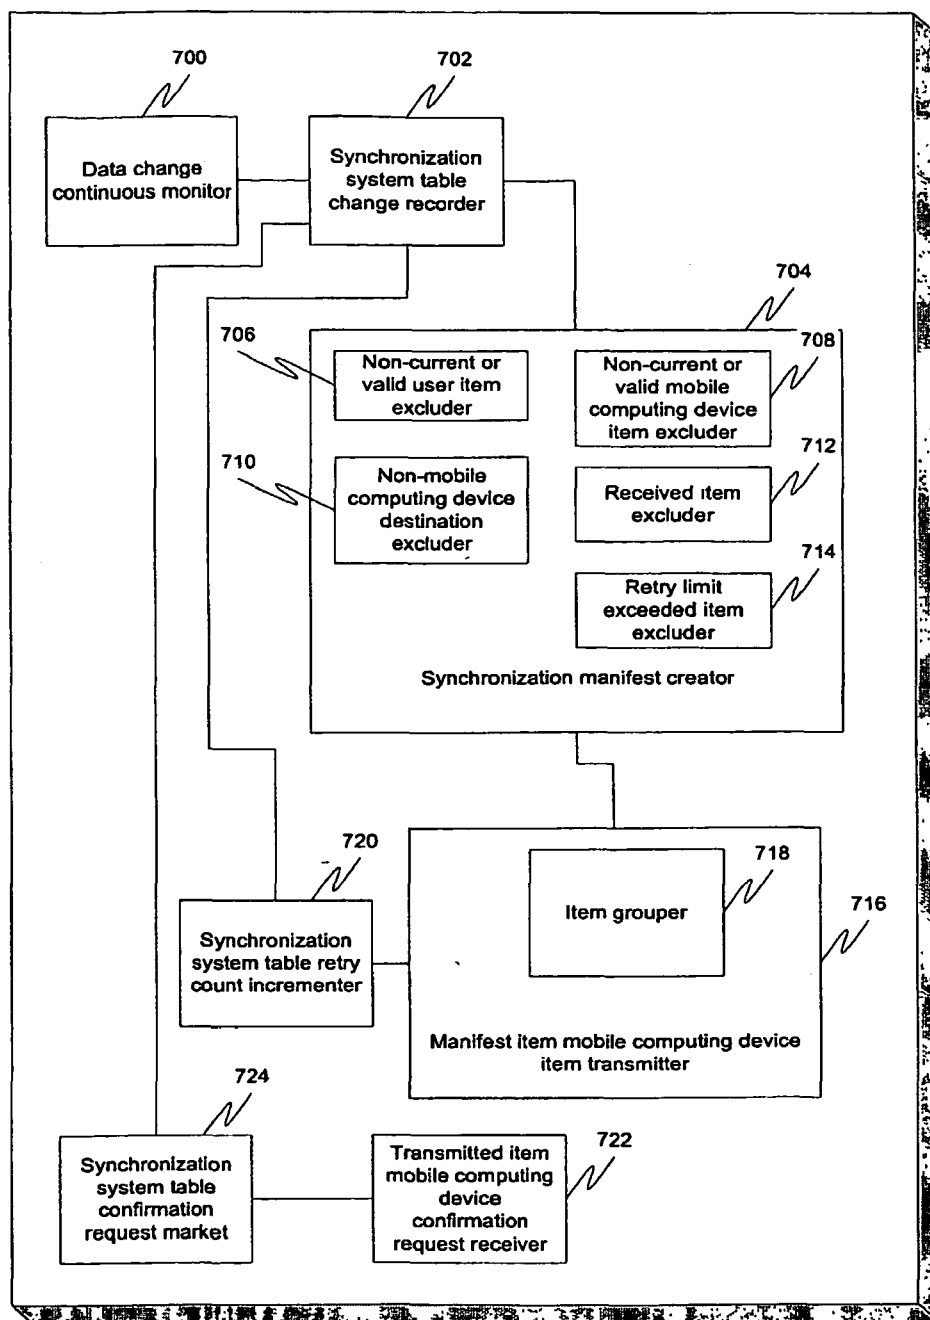 700
702
Data change
continuous monitor
Synchronization
system table
change recorder
704
706
Non-current or
valid user item
excluder
708
Non-current or
valid mobile
computing device
item excluder
710
Non-mobile
computing device
destination
excluder
712
Received item
excluder
714
Retry limit
exceeded item
excluder
Synchronization manifest creator
720
Synchronization
system table retry
count incrementer
718
Item grouper
716
Manifest item mobile computing device
item transmitter
724
Synchronization
system table
confirmation
request market
722
Transmitted item
mobile computing
device
confirmation
request receiver